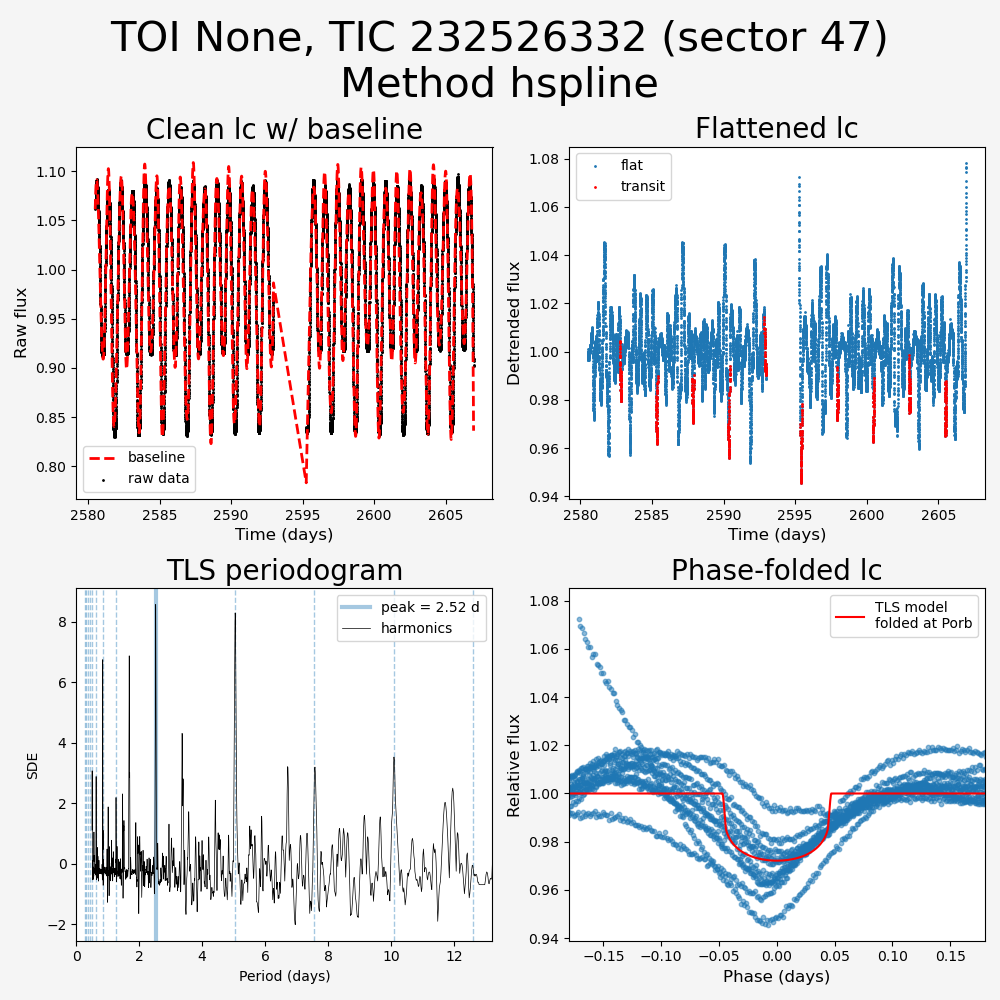 TOI None, TIC 232526332 (sector 47)
Method hspline
Clean lc w/ baseline
Raw flux
1.10
1.05
1.00
0.95
0.90
0.85
0.80
baseline
raw data
2580
2585
2590
2595
2600
2605
Time (days)
Flattened lc
Detrended flux
1.08
1.06
1.04
1.02
1.00
0.98
0.96
0.94
flat
transit
2580
2585
2590
2595
2600
2605
Time (days)
TLS periodogram
SDE
8
6
4
2
0
−2
peak = 2.52 d
harmonics
0
2
4
6
8
10
12
Period (days)
Phase-folded lc
Relative flux
1.08
1.06
1.04
1.02
1.00
0.98
0.96
0.94
TLS model
folded at Porb
−0.15
−0.10
−0.05
0.00
0.05
0.10
0.15
Phase (days)